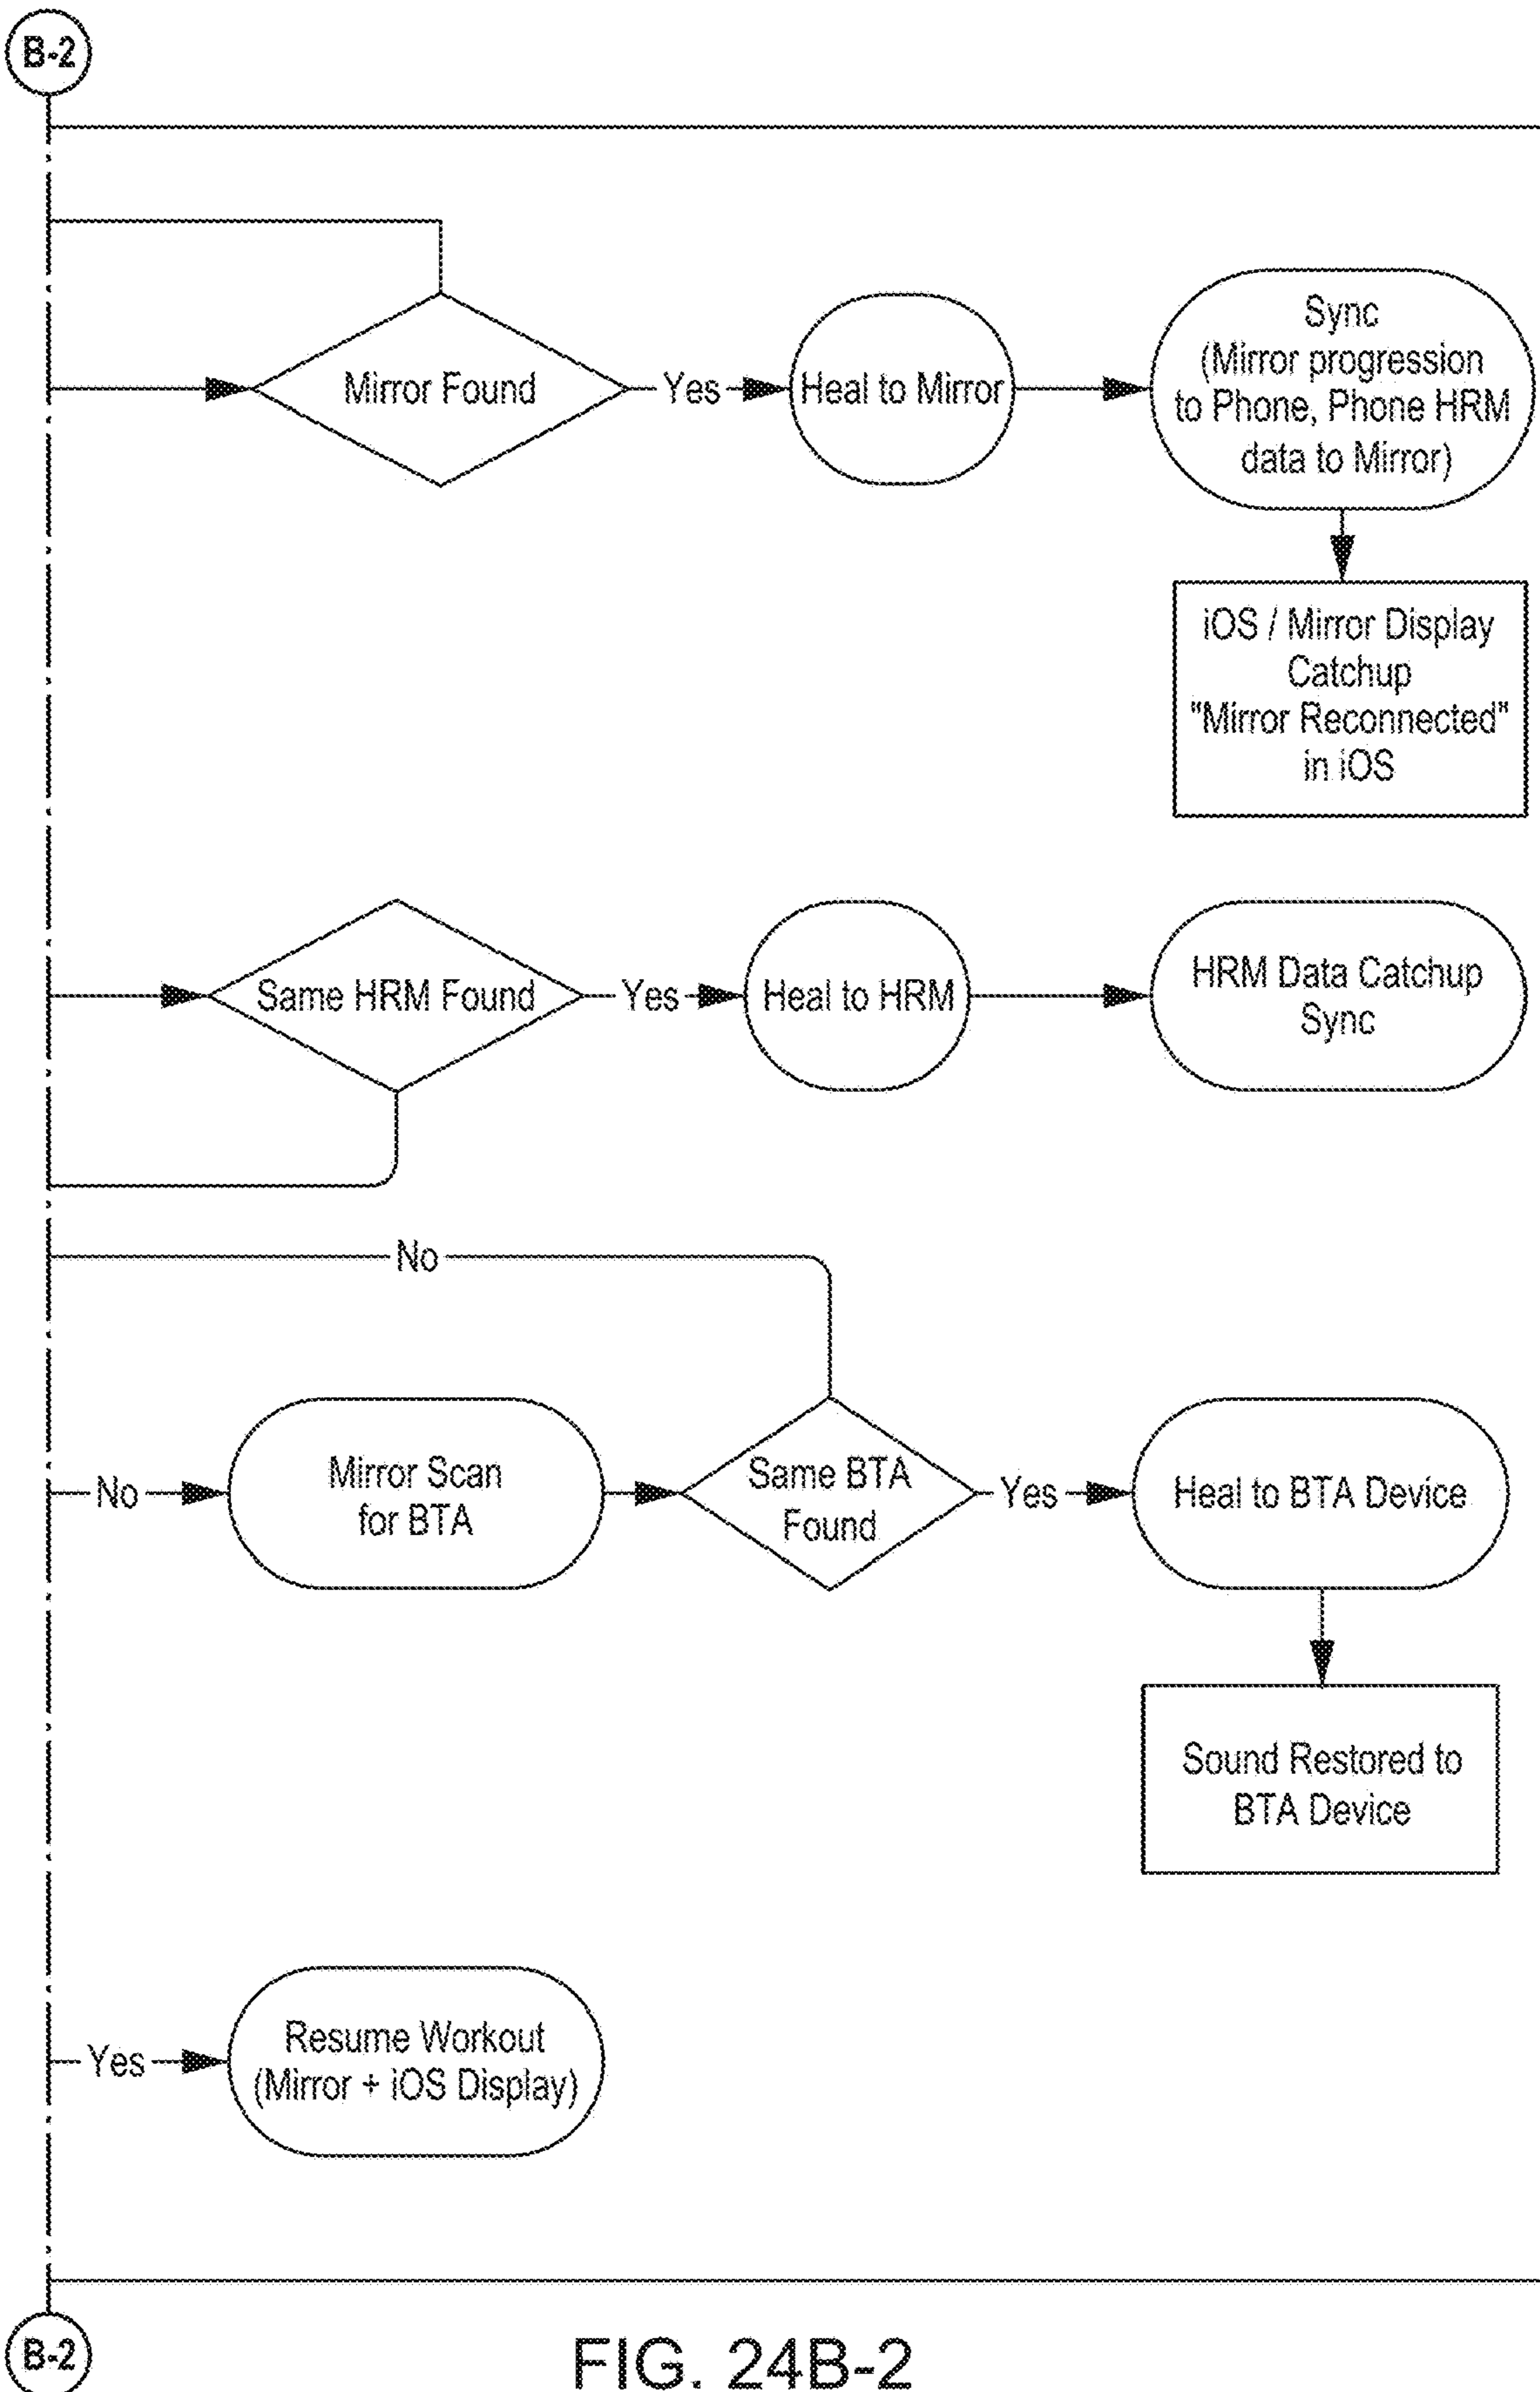 B-2
Mirror Found
Yes
Heal to Mirror
Sync
(Mirror progression
to Phone, Phone HRM
data to Mirror)
iOS / Mirror Display
Catchup
"Mirror Reconnected"
in iOS
Same HRM Found
Yes
Heal to HRM
HRM Data Catchup
Sync
No
No
Mirror Scan
for BTA
Same BTA
Found
Yes
Heal to BTA Device
Sound Restored to
BTA Device
Yes
Resume Workout
(Mirror + iOS Display)
B-2
FIG. 24B-2